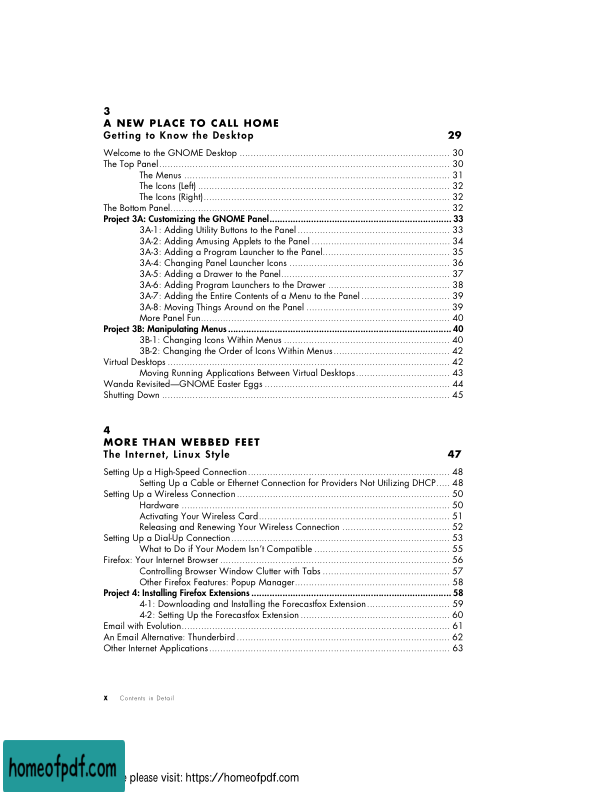 3
A NEW PLACE TO CALL HOME
Getting to Know the Desktop 29
Welcome to the GNOME Desktop ........ 30
The Top Panel ........ 30
The Menus ........ 31
The Icons (Left) ........ 32
The Icons (Right) ........ 32
The Bottom Panel ........ 32
Project 3A: Customizing the GNOME Panel ........ 33
3A-1: Adding Utility Buttons to the Panel ........ 33
3A-2: Adding Amusing Applets to the Panel ........ 34
3A-3: Adding a Program Launcher to the Panel ........ 35
3A-4: Changing Panel Launcher Icons ........ 36
3A-5: Adding a Drawer to the Panel ........ 37
3A-6: Adding Program Launchers to the Drawer ........ 38
3A-7: Adding the Entire Contents of a Menu to the Panel ........ 39
3A-8: Moving Things Around on the Panel ........ 39
More Panel Fun ........ 40
Project 3B: Manipulating Menus ........ 40
3B-1: Changing Icons Within Menus ........ 40
3B-2: Changing the Order of Icons Within Menus ........ 42
Virtual Desktops ........ 42
Moving Running Applications Between Virtual Desktops ........ 43
Wanda Revisited—GNOME Easter Eggs ........ 44
Shutting Down ........ 45
4
MORE THAN WEBBED FEET
The Internet, Linux Style 47
Setting Up a High-Speed Connection ........ 48
Setting Up a Cable or Ethernet Connection for Providers Not Utilizing DHCP ..... 48
Setting Up a Wireless Connection ........ 50
Hardware ........ 50
Activating Your Wireless Card ........ 51
Releasing and Renewing Your Wireless Connection ........ 52
Setting Up a Dial-Up Connection ........ 53
What to Do if Your Modem Isn't Compatible ........ 55
Firefox: Your Internet Browser ........ 56
Controlling Browser Window Clutter with Tabs ........ 57
Other Firefox Features: Popup Manager ........ 58
Project 4: Installing Firefox Extensions ........ 58
4-1: Downloading and Installing the Forecastfox Extension ........ 59
4-2: Setting Up the Forecastfox Extension ........ 60
Email with Evolution ........ 61
An Email Alternative: Thunderbird ........ 62
Other Internet Applications ........ 63
x Contents in Detail
homeofpdf.com
please visit: https://homeofpdf.com